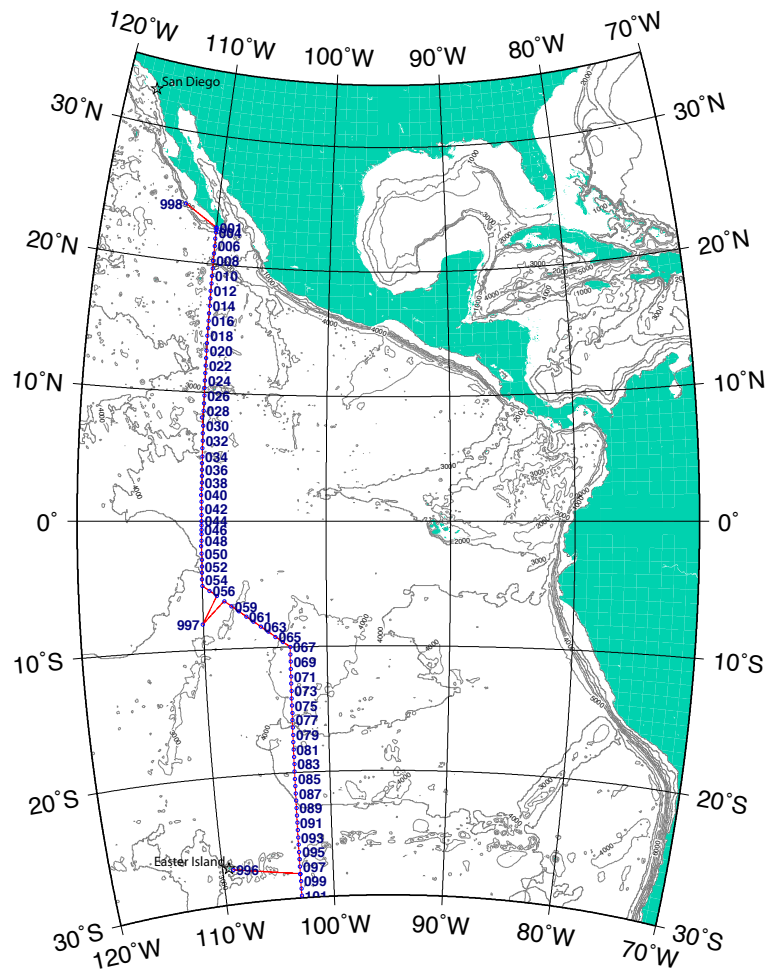 120°W
110°W
100°W
90°W
80°W
70°W
San Diego
30°N
30°N
998
001
004
006
20°N
20°N
008
010
012
014
016
018
020
022
024
10°N
10°N
026
028
030
032
034
036
038
040
042
0°
044
0°
046
048
050
052
054
056
059
061
997
063
065
067
10°S
10°S
069
071
073
075
077
079
081
083
085
20°S
20°S
087
089
091
093
095
Easter Island
996
097
099
101
30°S
30°S
120°W
110°W
100°W
90°W
80°W
70°W